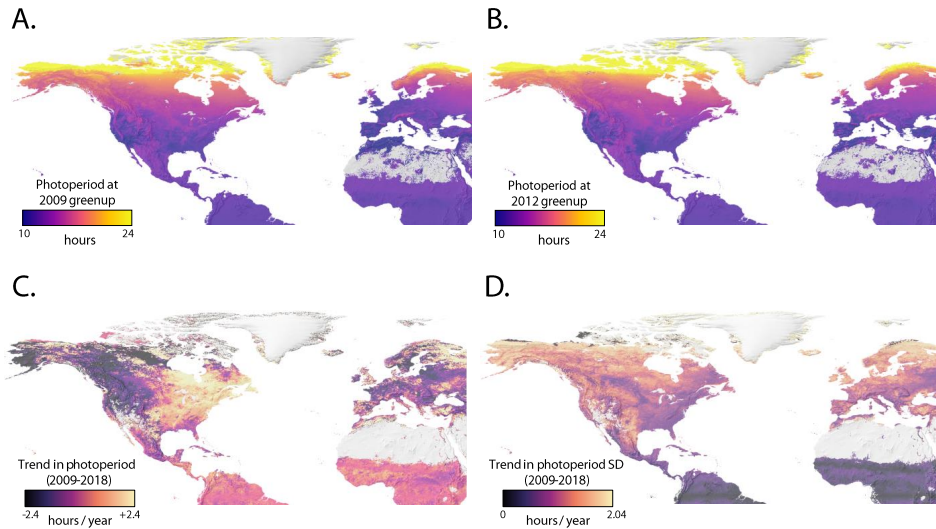 A.
B.
Photoperiod at
2009 greenup
10
24
hours
Photoperiod at
2012 greenup
10
24
hours
C.
D.
Trend in photoperiod
(2009-2018)
-2.4
+2.4
hours / year
Trend in photoperiod SD
(2009-2018)
0
2.04
hours / year